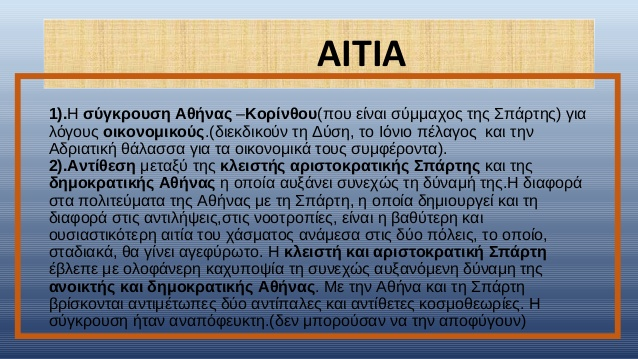 ΑΙΤΙΑ
1).Η σύγκρουση Αθήνας –Κορίνθου(που είναι σύμμαχος της Σπάρτης) για
λόγους οικονομικούς.(διεκδικούν τη Δύση, το Ιόνιο πέλαγος και την
Αδριατική θάλασσα για τα οικονομικά τους συμφέροντα).
2).Αντίθεση μεταξύ της κλειστής αριστοκρατικής Σπάρτης και της
δημοκρατικής Αθήνας η οποία αυξάνει συνεχώς τη δύναμή της.Η διαφορά
στα πολιτεύματα της Αθήνας με τη Σπάρτη, η οποία δημιουργεί και τη
διαφορά στις αντιλήψεις,στις νοοτροπίες, είναι η βαθύτερη και
ουσιαστικότερη αιτία του χάσματος ανάμεσα στις δύο πόλεις, το οποίο,
σταδιακά, θα γίνει αγεφύρωτο. Η κλειστή και αριστοκρατική Σπάρτη
έβλεπε με ολοφάνερη καχυποψία τη συνεχώς αυξανόμενη δύναμη της
ανοικτής και δημοκρατικής Αθήνας. Με την Αθήνα και τη Σπάρτη
βρίσκονται αντιμέτωπες δύο αντίπαλες και αντίθετες κοσμοθεωρίες. Η
σύγκρουση ήταν αναπόφευκτη.(δεν μπορούσαν να την αποφύγουν)